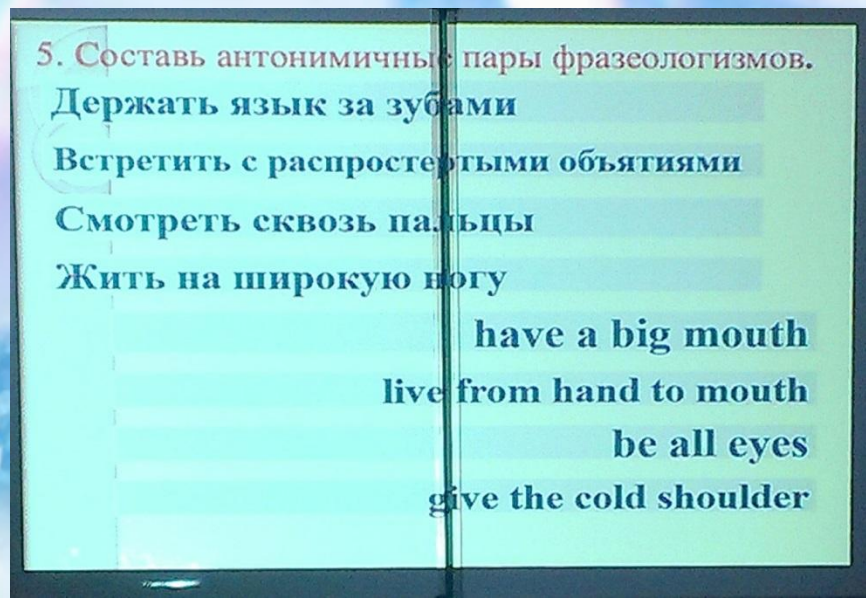 5. Составь антонимичные пары фразеологизмов.
Держать язык за зубами
Встретить с распростертыми объятиями
Смотреть сквозь пальцы
Жить на широкую ногу
have a big mouth
live from hand to mouth
be all eyes
give the cold shoulder